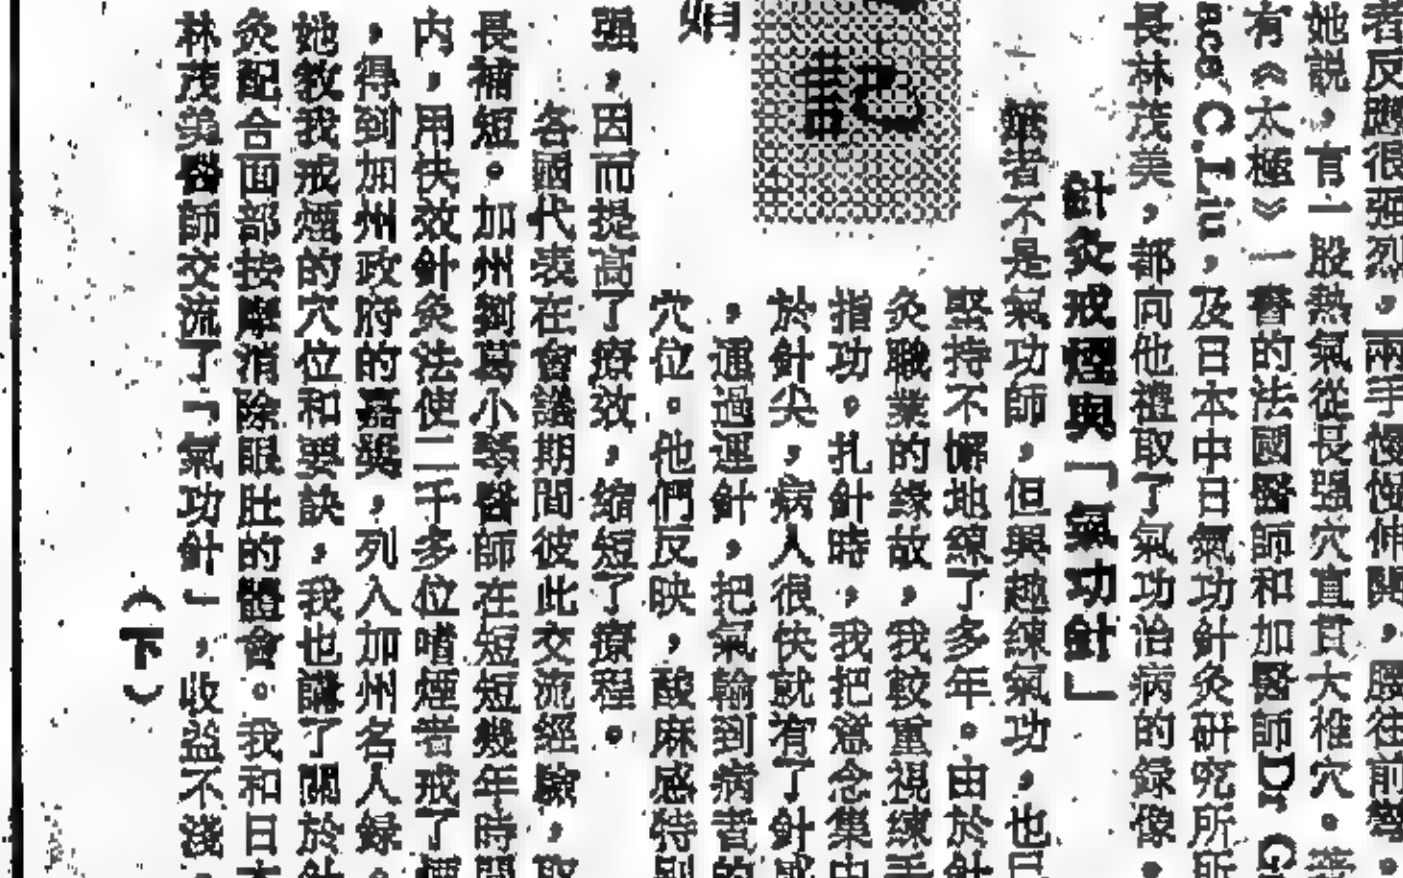 者反應很强烈，兩手慢慢伸開，腰往前彎。
她說，有一股熱氣從長强穴直貫大椎穴。著
有《太極》一書的法國醫師和加醫師Dr G
ace C.Liu，及日本中日氣功針灸研究所所
長林茂美，都向他禮取了氣功治病的録像。
針灸戒煙與「氣功針」
筆者不是氣功師，但興趣練氣功，也已
堅持不懈地練了多年。由於針
灸職業的緣故，我較重視練手
指功。扎針時，我把意念集中
於針尖，病人很快就有了針感
，通過運針，把氣輸到病者的
穴位。他們反映，酸麻感特别
强，因而提高了療效，缩短了療程。
各國代表在會議期間彼此交流經驗，取
長補短。加州劉葛小琴醫師在短短幾年時間
内，用快效針灸法使二千多位嗜煙者戒了煙
，得到加州政府的嘉獎，列入加州名人録。
她教我戒煙的穴位和要訣，我也講了關於針
灸配合面部按摩消除眼肚的體會。我和日本
林茂美醫師交流了「氣功針」，收益不淺。
（下）
記
娟